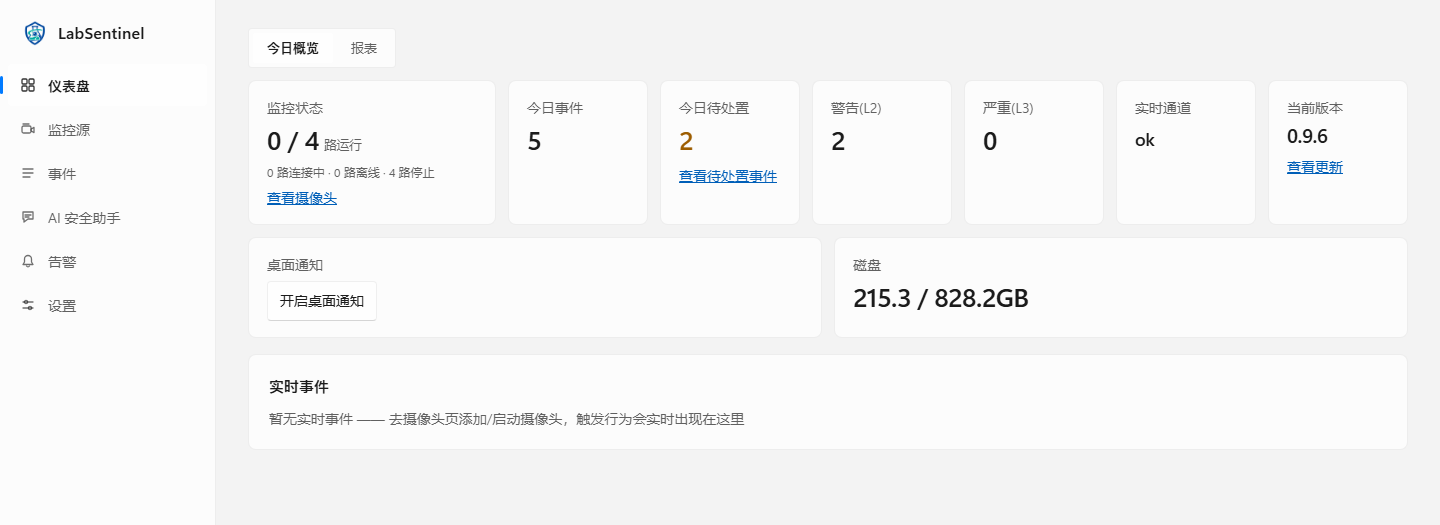 LabSentinel
仪表盘
监控源
事件
AI 安全助手
告警
设置
今日概览
报表
监控状态
0 / 4 路运行
0 路连接中 · 0 路离线 · 4 路停止
查看摄像头
今日事件
5
今日待处置
2
查看待处置事件
警告(L2)
2
严重(L3)
0
实时通道
ok
当前版本
0.9.6
查看更新
桌面通知
开启桌面通知
磁盘
215.3 / 828.2GB
实时事件
暂无实时事件 —— 去摄像头页添加/启动摄像头，触发行为会实时出现在这里